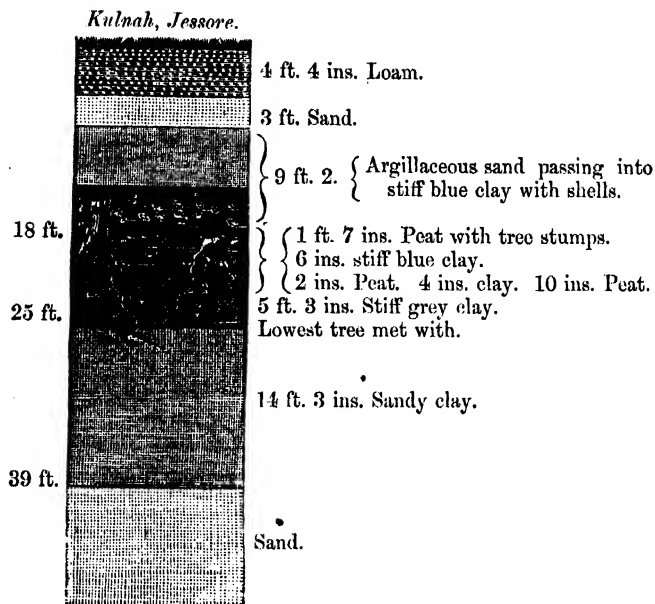 Kulnah, Jessore.
4 ft. 4 ins. Loam.
3 ft. Sand.
9 ft. 2. { Argillaceous sand passing into
stiff blue clay with shells.
18 ft.
1 ft. 7 ins. Peat with tree stumps.
6 ins. stiff blue clay.
2 ins. Peat. 4 ins. clay. 10 ins. Peat.
5 ft. 3 ins. Stiff grey clay.
25 ft.
Lowest tree met with.
14 ft. 3 ins. Sandy clay.
39 ft.
Sand.